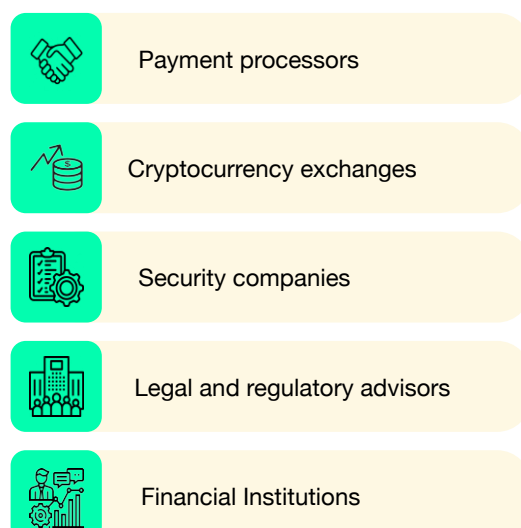 Payment processors
Cryptocurrency exchanges
Security companies
Legal and regulatory advisors
Financial Institutions